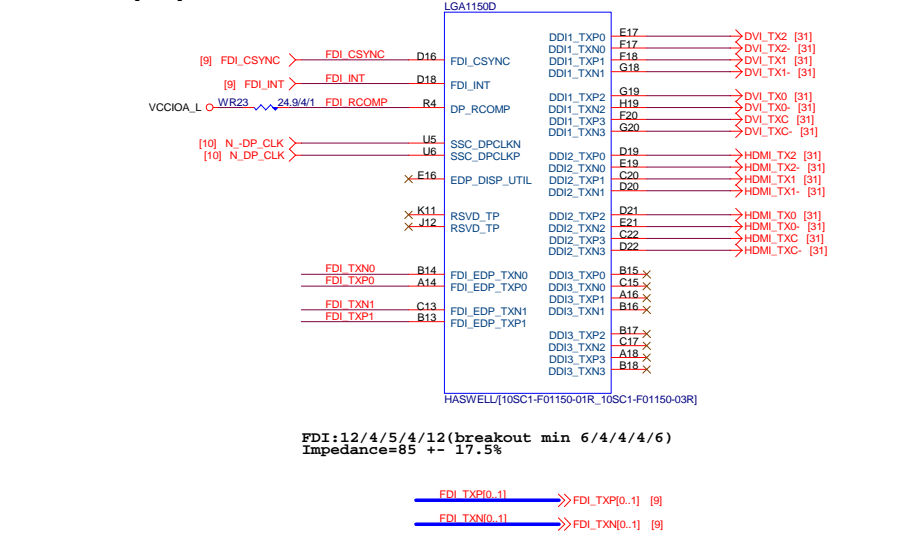 LGA1150D
[9] FDI_CSYNC FDI_CSYNC D16 FDI_CSYNC
[9] FDI_INT FDI_INT D18 FDI_INT
VCCIOA_L WR23 24.9/4/1 FDI_RCOMP R4 DP_RCOMP
[10] N_-DP_CLK U5 SSC_DPCLKN
[10] N_DP_CLK U6 SSC_DPCLKP
E16 EDP_DISP_UTIL
K11 RSVD_TP
J12 RSVD_TP
FDI_TXN0 B14 FDI_EDP_TXN0
FDI_TXP0 A14 FDI_EDP_TXP0
FDI_TXN1 C13 FDI_EDP_TXN1
FDI_TXP1 B13 FDI_EDP_TXP1
DDI1_TXP0 E17 DVI_TX2 [31]
DDI1_TXN0 F17 DVI_TX2- [31]
DDI1_TXP1 F18 DVI_TX1 [31]
DDI1_TXN1 G18 DVI_TX1- [31]
DDI1_TXP2 G19 DVI_TX0 [31]
DDI1_TXN2 H19 DVI_TX0- [31]
DDI1_TXP3 F20 DVI_TXC [31]
DDI1_TXN3 G20 DVI_TXC- [31]
DDI2_TXP0 D19 HDMI_TX2 [31]
DDI2_TXN0 E19 HDMI_TX2- [31]
DDI2_TXP1 C20 HDMI_TX1 [31]
DDI2_TXN1 D20 HDMI_TX1- [31]
DDI2_TXP2 D21 HDMI_TX0 [31]
DDI2_TXN2 E21 HDMI_TX0- [31]
DDI2_TXP3 C22 HDMI_TXC [31]
DDI2_TXN3 D22 HDMI_TXC- [31]
DDI3_TXP0 B15
DDI3_TXN0 C15
DDI3_TXP1 A16
DDI3_TXN1 B16
DDI3_TXP2 B17
DDI3_TXN2 C17
DDI3_TXP3 A18
DDI3_TXN3 B18
HASWELL/[10SC1-F01150-01R_10SC1-F01150-03R]
FDI:12/4/5/4/12(breakout min 6/4/4/4/6)
Impedance=85 +- 17.5%
FDI_TXP[0..1] FDI_TXP[0..1] [9]
FDI_TXN[0..1] FDI_TXN[0..1] [9]